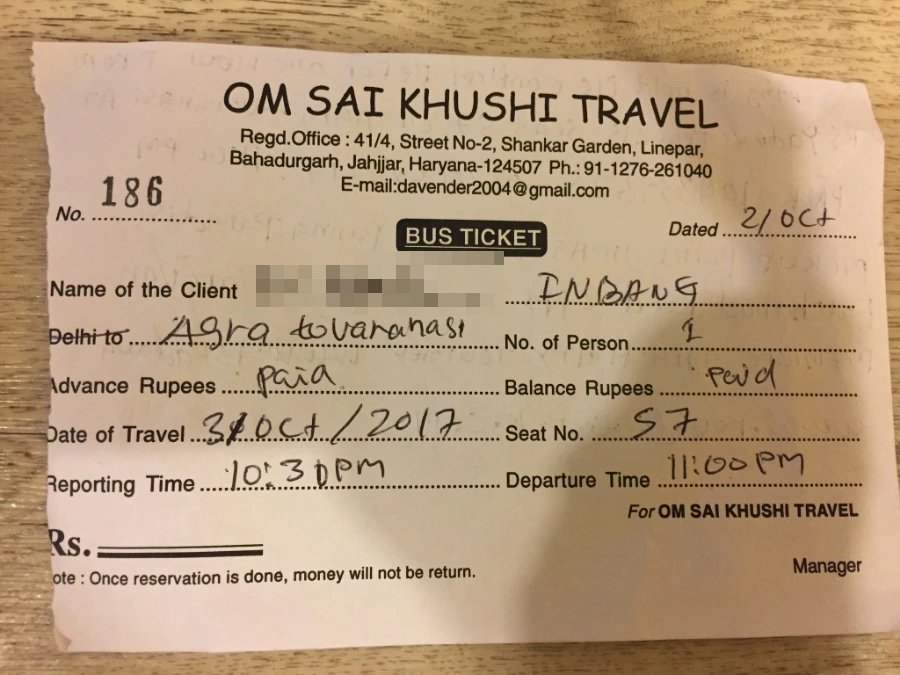 OM SAI KHUSHI TRAVEL
Regd.Office : 41/4, Street No-2, Shankar Garden, Linepar,
Bahadurgarh, Jahjjar, Haryana-124507 Ph.: 91-1276-261040
E-mail:davender2004@gmail.com
No. 186
BUS TICKET
Dated 2/Oct
Name of the Client INBANG
Delhi to Agra tovaranasi No. of Person 1
Advance Rupees paid Balance Rupees paid
Date of Travel 3/Oct/2017 Seat No. S7
Reporting Time 10:30PM Departure Time 11:00PM
For OM SAI KHUSHI TRAVEL
Rs.
ote : Once reservation is done, money will not be return.
Manager